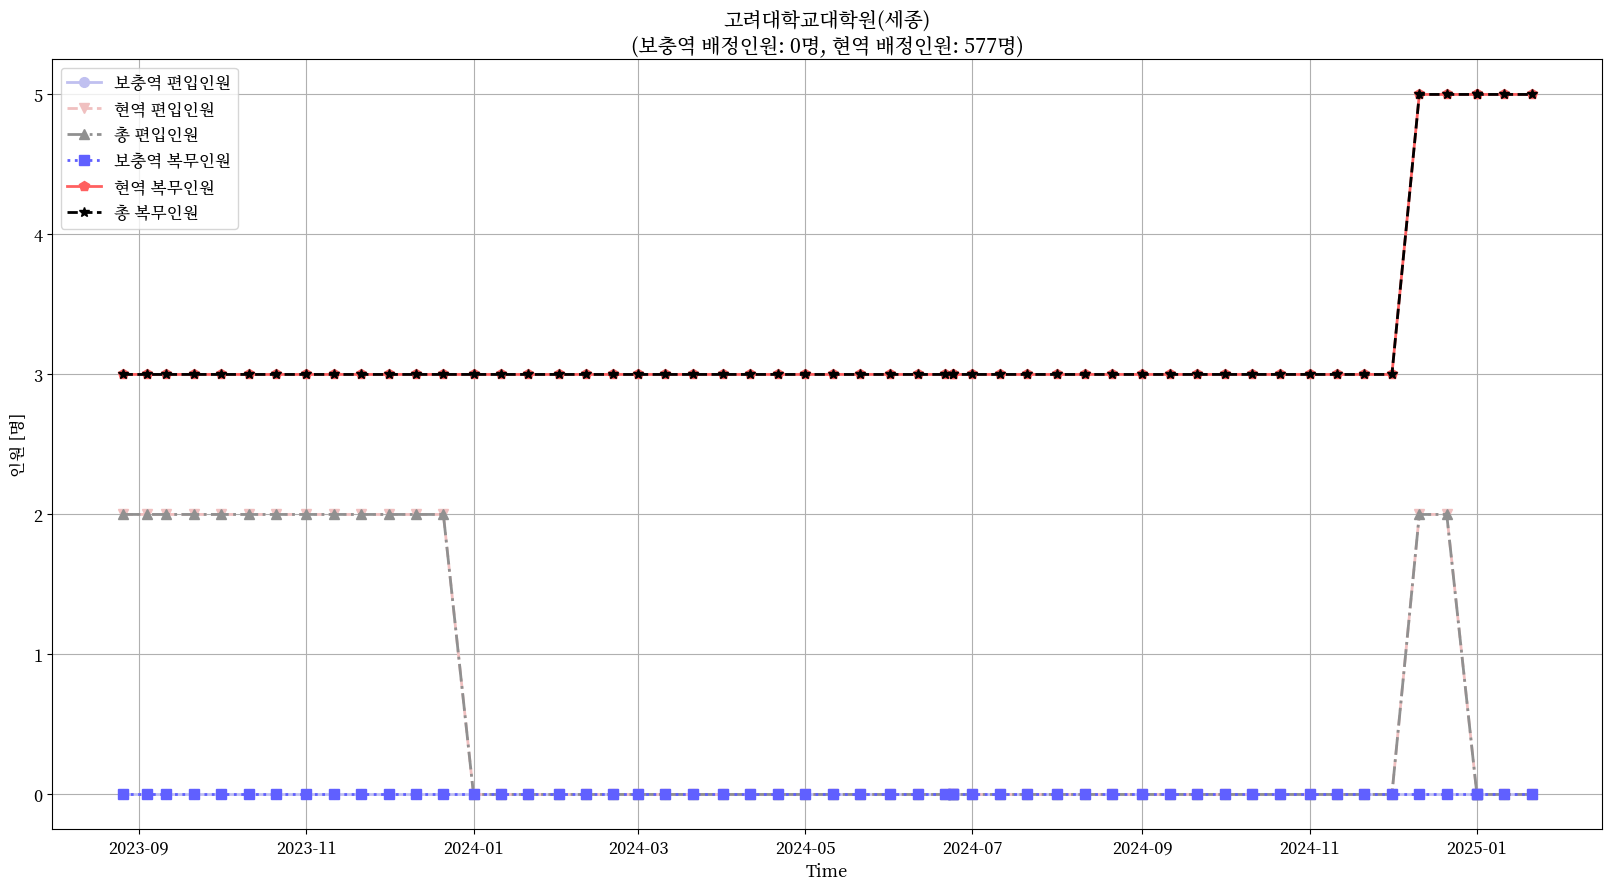 고려대학교대학원(세종)
(보충역 배정인원: 0명, 현역 배정인원: 577명)
보충역 편입인원
현역 편입인원
총 편입인원
보충역 복무인원
현역 복무인원
총 복무인원
5
4
3
2
1
0
인원 [명]
2023-09
2023-11
2024-01
2024-03
2024-05
2024-07
2024-09
2024-11
2025-01
Time